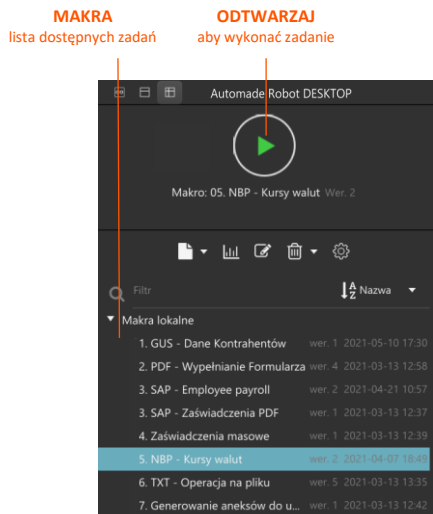 MAKRA
lista dostępnych zadań
ODTWARZAJ
aby wykonać zadanie
Automade Robot DESKTOP
Makro: 05. NBP - Kursy walut Wer. 2
Filtr
A Z Nazwa
Makra lokalne
1. GUS - Dane Kontrahentów wer. 1 2021-05-10 17:30
2. PDF - Wypełnianie Formularza wer. 4 2021-03-13 12:58
3. SAP - Employee payroll wer. 2 2021-04-21 10:57
3. SAP - Zaświadczenia PDF wer. 1 2021-03-13 12:37
4. Zaświadczenia masowe wer. 1 2021-03-13 12:39
5. NBP - Kursy walut wer. 2 2021-04-07 18:49
6. TXT - Operacja na pliku wer. 5 2021-03-13 13:35
7. Generowanie aneksów do u... wer. 1 2021-03-13 12:42